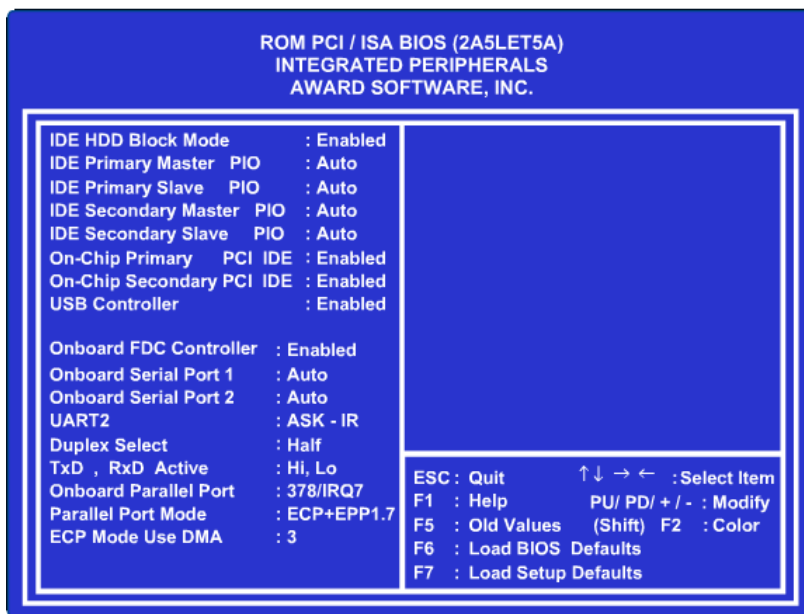 ROM PCI / ISA BIOS (2A5LET5A)
INTEGRATED PERIPHERALS
AWARD SOFTWARE, INC.
IDE HDD Block Mode : Enabled
IDE Primary Master PIO : Auto
IDE Primary Slave PIO : Auto
IDE Secondary Master PIO : Auto
IDE Secondary Slave PIO : Auto
On-Chip Primary PCI IDE : Enabled
On-Chip Secondary PCI IDE : Enabled
USB Controller : Enabled
Onboard FDC Controller : Enabled
Onboard Serial Port 1 : Auto
Onboard Serial Port 2 : Auto
UART2 : ASK - IR
Duplex Select : Half
TxD , RxD Active : Hi, Lo
Onboard Parallel Port : 378/IRQ7
Parallel Port Mode : ECP+EPP1.7
ECP Mode Use DMA : 3
ESC : Quit ↑↓ → ← : Select Item
F1 : Help PU/ PD/ + / - : Modify
F5 : Old Values (Shift) F2 : Color
F6 : Load BIOS Defaults
F7 : Load Setup Defaults